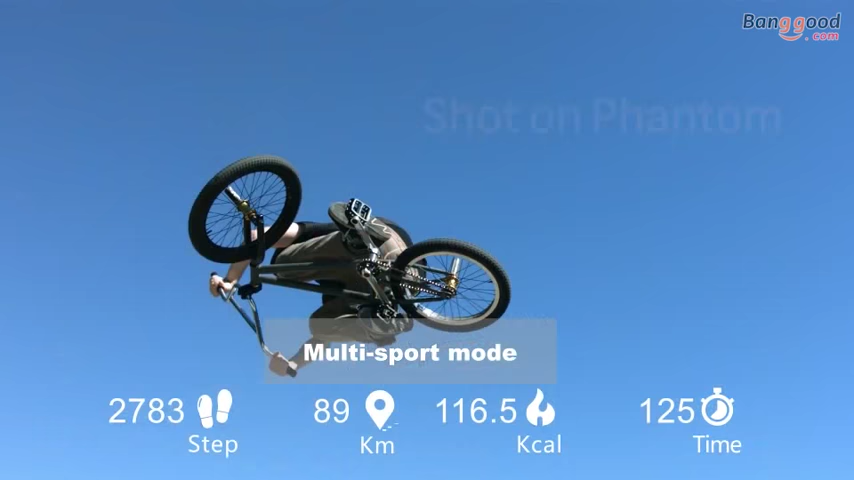 Banggood
.com
Shot on Phantom
Multi-sport mode
2783
89
116.5
125
Step
Km
Kcal
Time